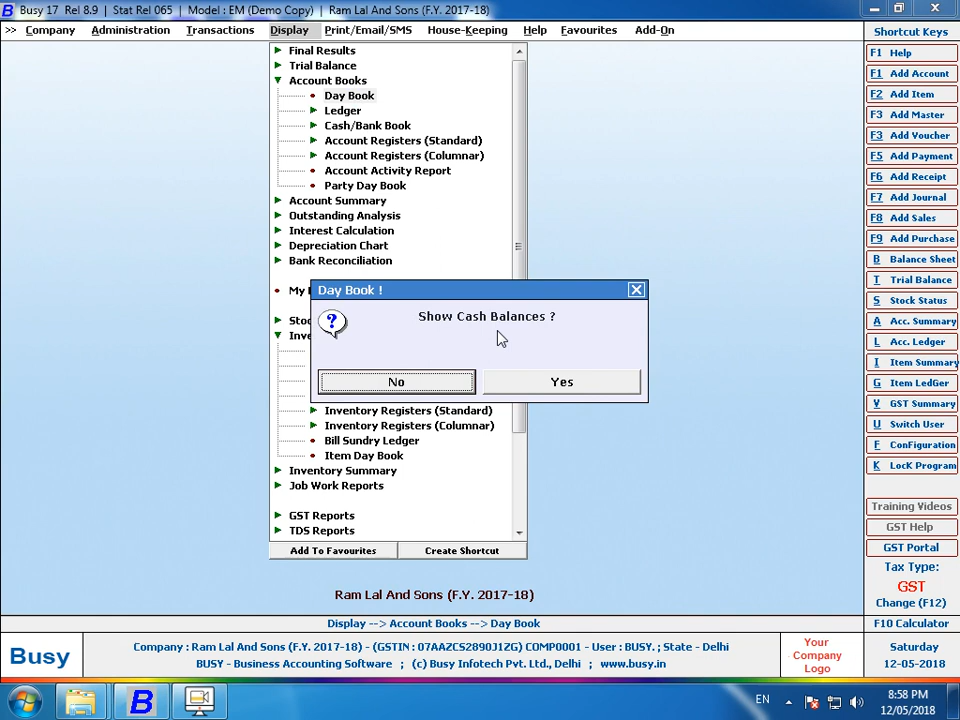 Busy 17 Rel 8.9 | Stat Rel 065 | Model : EM (Demo Copy) | Ram Lal And Sons (F.Y. 2017-18)
>> Company Administration Transactions Display Print/Email/SMS House-Keeping Help Favourites Add-On
Shortcut Keys
Final Results
Trial Balance
Account Books
Day Book
Ledger
Cash/Bank Book
Account Registers (Standard)
Account Registers (Columnar)
Account Activity Report
Party Day Book
Account Summary
Outstanding Analysis
Interest Calculation
Depreciation Chart
Bank Reconciliation
My
Stoc
Inve
Day Book !
Show Cash Balances ?
No Yes
Inventory Registers (Standard)
Inventory Registers (Columnar)
Bill Sundry Ledger
Item Day Book
Inventory Summary
Job Work Reports
GST Reports
TDS Reports
Add To Favourites Create Shortcut
F1 Help
F1 Add Account
F2 Add Item
F3 Add Master
F3 Add Voucher
F5 Add Payment
F6 Add Receipt
F7 Add Journal
F8 Add Sales
F9 Add Purchase
B Balance Sheet
T Trial Balance
S Stock Status
A Acc. Summary
L Acc. Ledger
I Item Summary
G Item LedGer
V GST Summary
U Switch User
F ConFiguration
K LocK Program
Training Videos
GST Help
GST Portal
Tax Type:
GST
Change (F12)
F10 Calculator
Ram Lal And Sons (F.Y. 2017-18)
Display --> Account Books --> Day Book
Busy
Company : Ram Lal And Sons (F.Y. 2017-18) - (GSTIN : 07AAZCS2890J1ZG) COMP0001 - User : BUSY. ; State - Delhi
BUSY - Business Accounting Software ; (c) Busy Infotech Pvt. Ltd., Delhi ; www.busy.in
Your
Company
Logo
Saturday
12-05-2018
EN
8:58 PM
12/05/2018